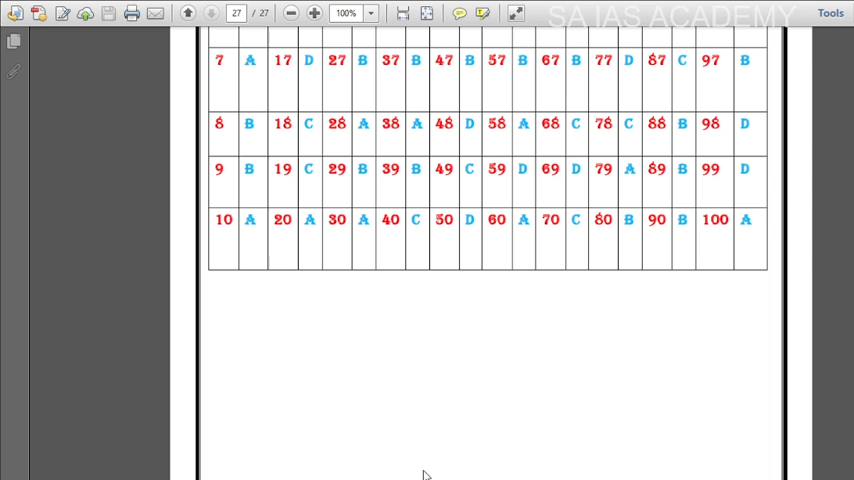 27 / 27 100% Tools
SATAS ACADEMY
7 A 17 D 27 B 37 B 47 B 57 B 67 B 77 D 87 C 97 B
8 B 18 C 28 A 38 A 48 D 58 A 68 C 78 C 88 B 98 D
9 B 19 C 29 B 39 B 49 C 59 D 69 D 79 A 89 B 99 D
10 A 20 A 30 A 40 C 50 D 60 A 70 C 80 B 90 B 100 A